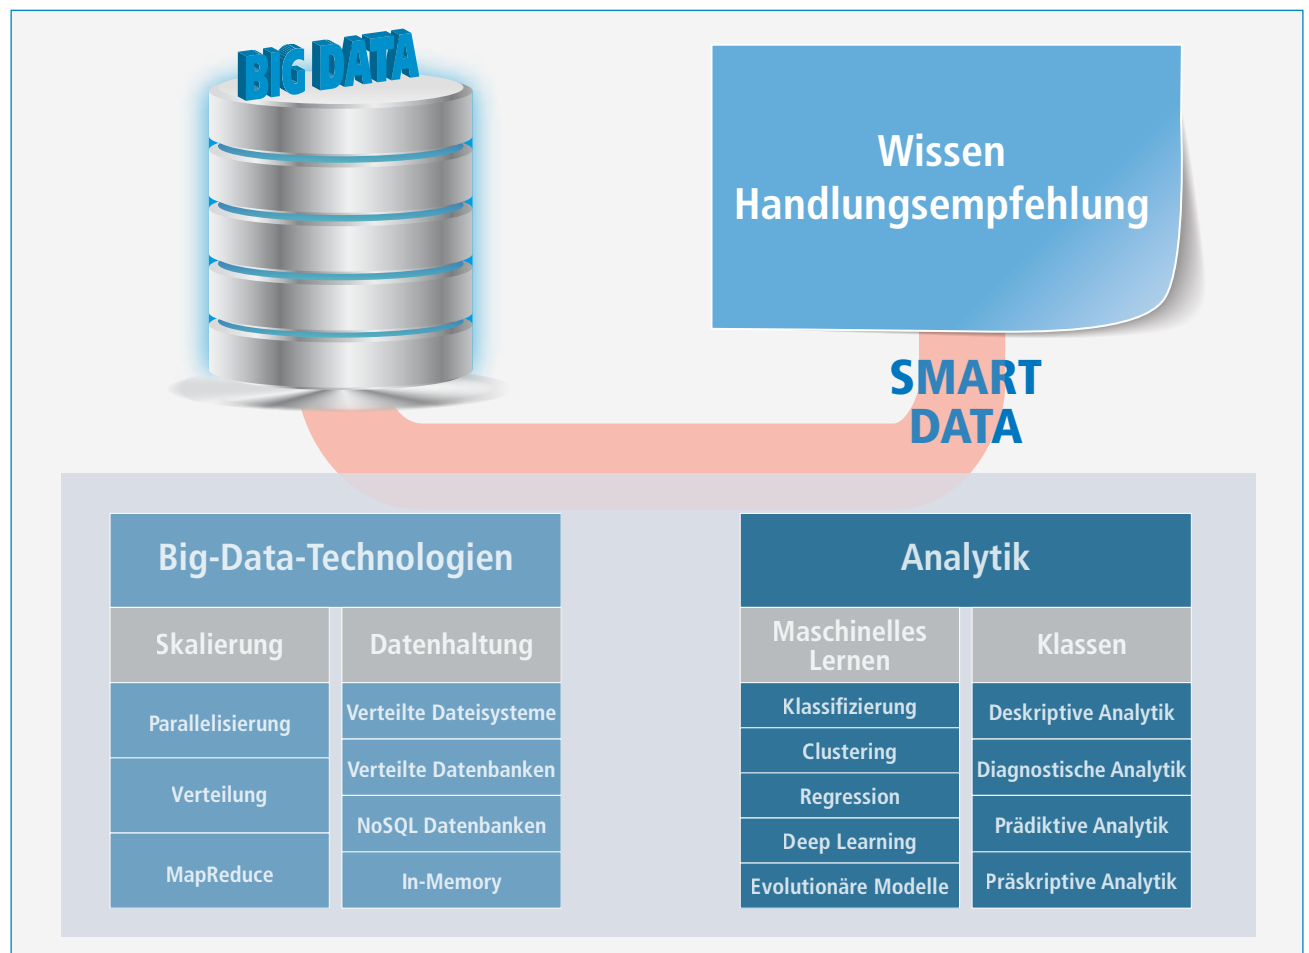 BIG DATA
Wissen
Handlungsempfehlung
SMART
DATA
Big-Data-Technologien
Skalierung
Parallelisierung
Verteilung
MapReduce
Datenhaltung
Verteilte Dateisysteme
Verteilte Datenbanken
NoSQL Datenbanken
In-Memory
Analytik
Maschinelles
Lernen
Klassifizierung
Clustering
Regression
Deep Learning
Evolutionäre Modelle
Klassen
Deskriptive Analytik
Diagnostische Analytik
Prädiktive Analytik
Präskriptive Analytik